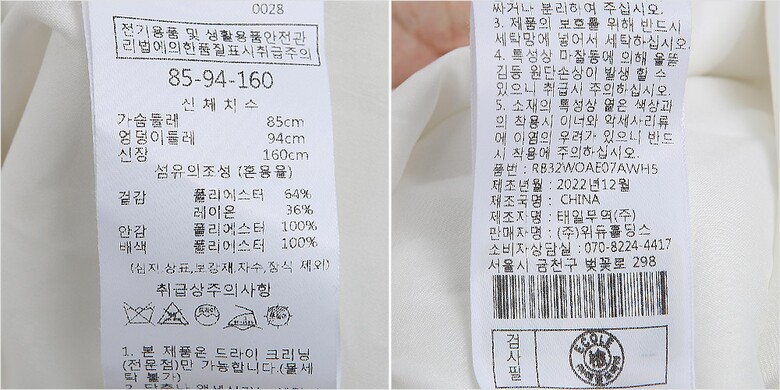 0028
전기용품 및 생활용품안전관
리법에의한품질표시취급주의
85-94-160
신체치수
가슴둘레 85cm
엉덩이둘레 94cm
신장 160cm
섬유의조성 (혼용율)
겉감 폴리에스터 64%
레이온 36%
안감 폴리에스터 100%
배색 폴리에스터 100%
(심지,상표,보강재,자수,장식 제외)
취급상주의사항
1. 본 제품은 드라이 크리닝
(전문점)만 가능합니다.(물세
탁 불가)
싸거나 분리하여 주십시오.
3. 제품의 보호를 위해 반드시
세탁망에 넣어서 세탁하십시오.
4. 특성상 마찰등에 의해 올뜯
김등 원단손상이 발생 할 수
있으니 취급시 주의하십시오.
5. 소재의 특성상 옅은 색상과
의 착용시 이너와 악세사리류
에 이염의 우려가 있으니 반드
시 착용에 주의하십시오.
품번 : RB32WOAE07AWH5
제조년월 : 2022년12월
제조국명 : CHINA
제조자명 : 태일무역(주)
판매자명 : (주)위듀홀딩스
소비자상담실 : 070-8224-4417
서울시 금천구 벚꽃로 298
검사필
ECOLE